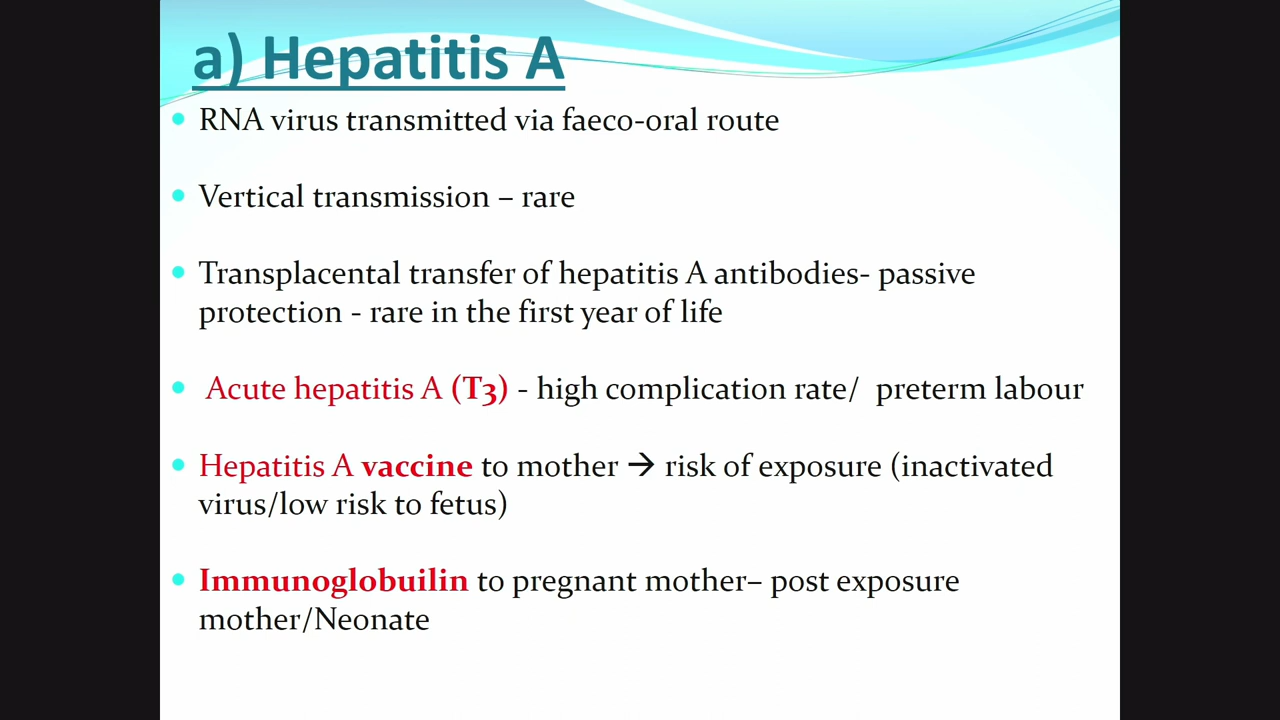 a) Hepatitis A
• RNA virus transmitted via faeco-oral route
• Vertical transmission – rare
• Transplacental transfer of hepatitis A antibodies- passive
protection - rare in the first year of life
• Acute hepatitis A (T3) - high complication rate/ preterm labour
• Hepatitis A vaccine to mother → risk of exposure (inactivated
virus/low risk to fetus)
• Immunoglobuilin to pregnant mother– post exposure
mother/Neonate